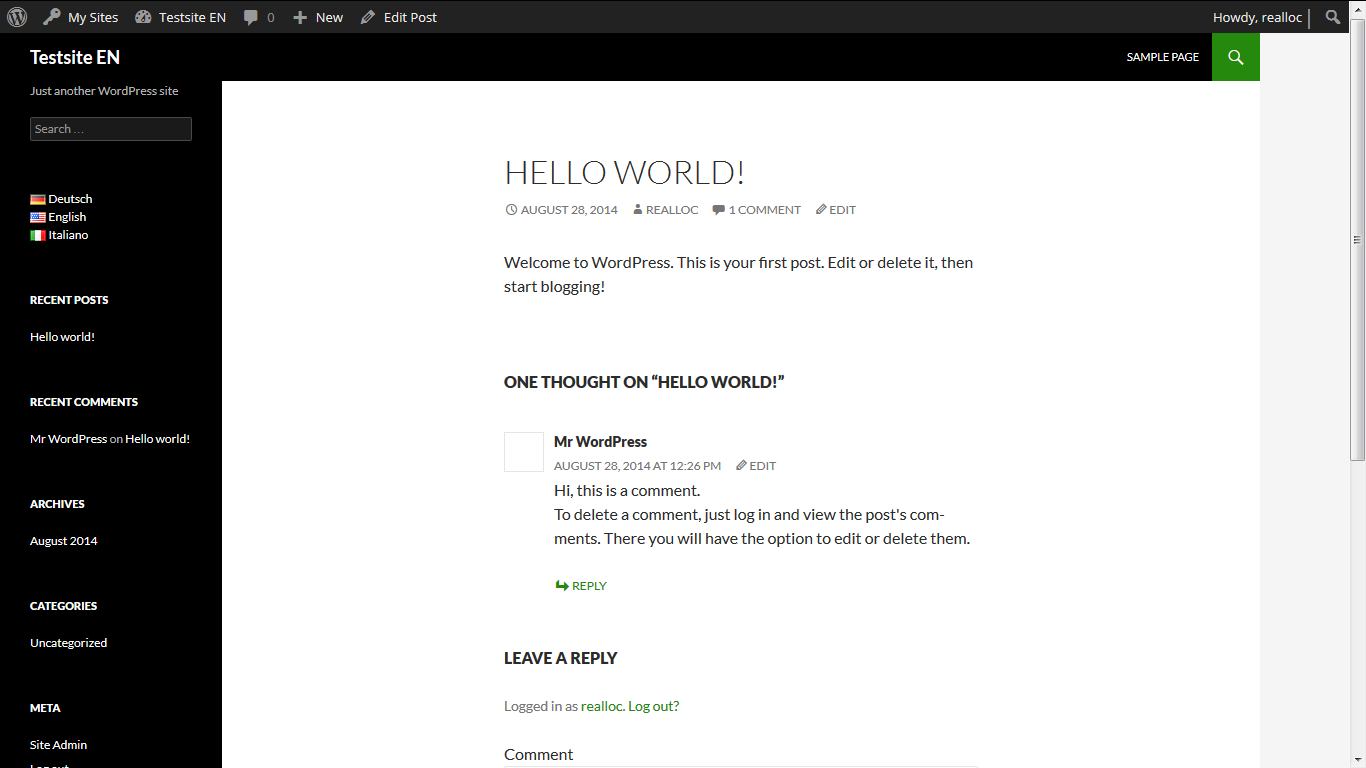 My Sites Testsite EN 0 New Edit Post Howdy, realloc
Testsite EN
SAMPLE PAGE
Just another WordPress site
Search …
Deutsch
English
Italiano
RECENT POSTS
Hello world!
RECENT COMMENTS
Mr WordPress on Hello world!
ARCHIVES
August 2014
CATEGORIES
Uncategorized
META
Site Admin
Log out
HELLO WORLD!
AUGUST 28, 2014 REALLOC 1 COMMENT EDIT
Welcome to WordPress. This is your first post. Edit or delete it, then
start blogging!
ONE THOUGHT ON “HELLO WORLD!”
Mr WordPress
AUGUST 28, 2014 AT 12:26 PM EDIT
Hi, this is a comment.
To delete a comment, just log in and view the post's com-
ments. There you will have the option to edit or delete them.
REPLY
LEAVE A REPLY
Logged in as realloc. Log out?
Comment